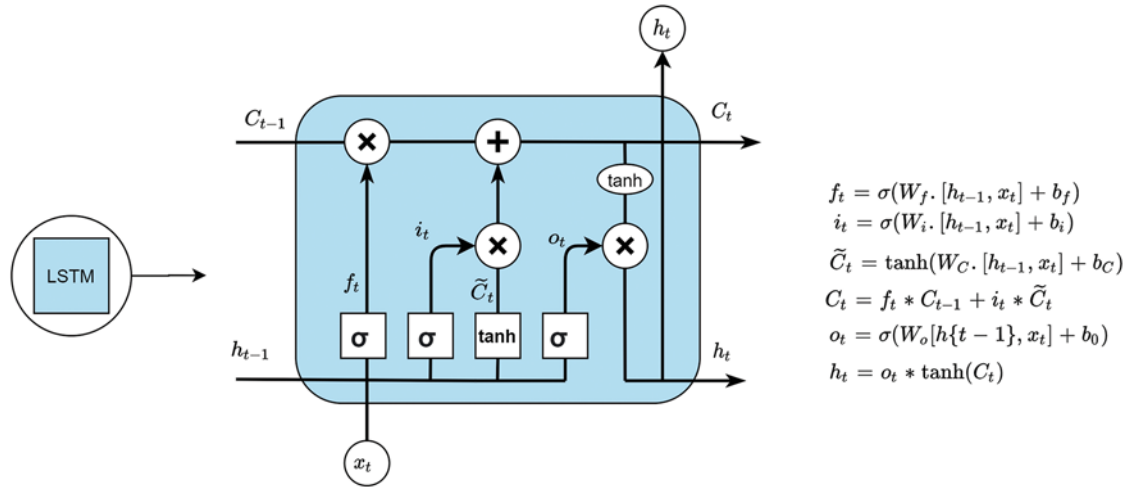 h_t
C_{t-1}
C_t
×
+
tanh
i_t
o_t
×
×
f_t
C̃_t
LSTM
σ
σ
tanh
σ
h_{t-1}
h_t
x_t
f_t = σ(W_f. [h_{t-1}, x_t] + b_f)
i_t = σ(W_i. [h_{t-1}, x_t] + b_i)
C̃_t = tanh(W_C. [h_{t-1}, x_t] + b_C)
C_t = f_t * C_{t-1} + i_t * C̃_t
o_t = σ(W_o[h{t − 1}, x_t] + b_0)
h_t = o_t * tanh(C_t)